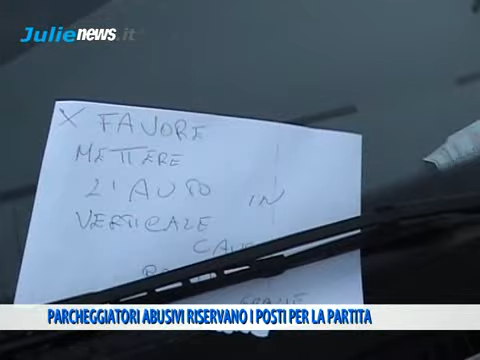 Julienews.it
X FAVORE
METTERE
L'AUTO IN
VERTICALE
PARCHEGGIATORI ABUSIVI RISERVANO I POSTI PER LA PARTITA